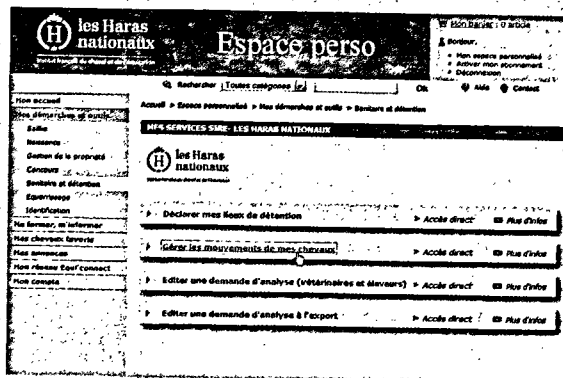 les Haras
nationaux
Espace perso
Mon panier : 0 article
Bonjour,
Mon espace personnalisé
Activer mon abonnement
Déconnexion
Rechercher Toutes catégories OK Aide Contact
Accueil > Espace personnalisé > Mes démarches et outils > Sanitaire et détention
Mon accueil
Mes démarches et outils
Saillie
Naissance
Gestion de la propriété
Concours
Sanitaire et détention
Equarrissage
Identification
Me former, m'informer
Mes chevaux favoris
Mes annonces
Mon réseau Equi'connect
Mon compte
MES SERVICES SIRE- LES HARAS NATIONAUX
les Haras
nationaux
Déclarer mes lieux de détention > Accès direct Plus d'infos
Gérer les mouvements de mes chevaux > Accès direct Plus d'infos
Editer une demande d'analyse (vétérinaires et éleveurs) > Accès direct Plus d'infos
Editer une demande d'analyse à l'export > Accès direct Plus d'infos